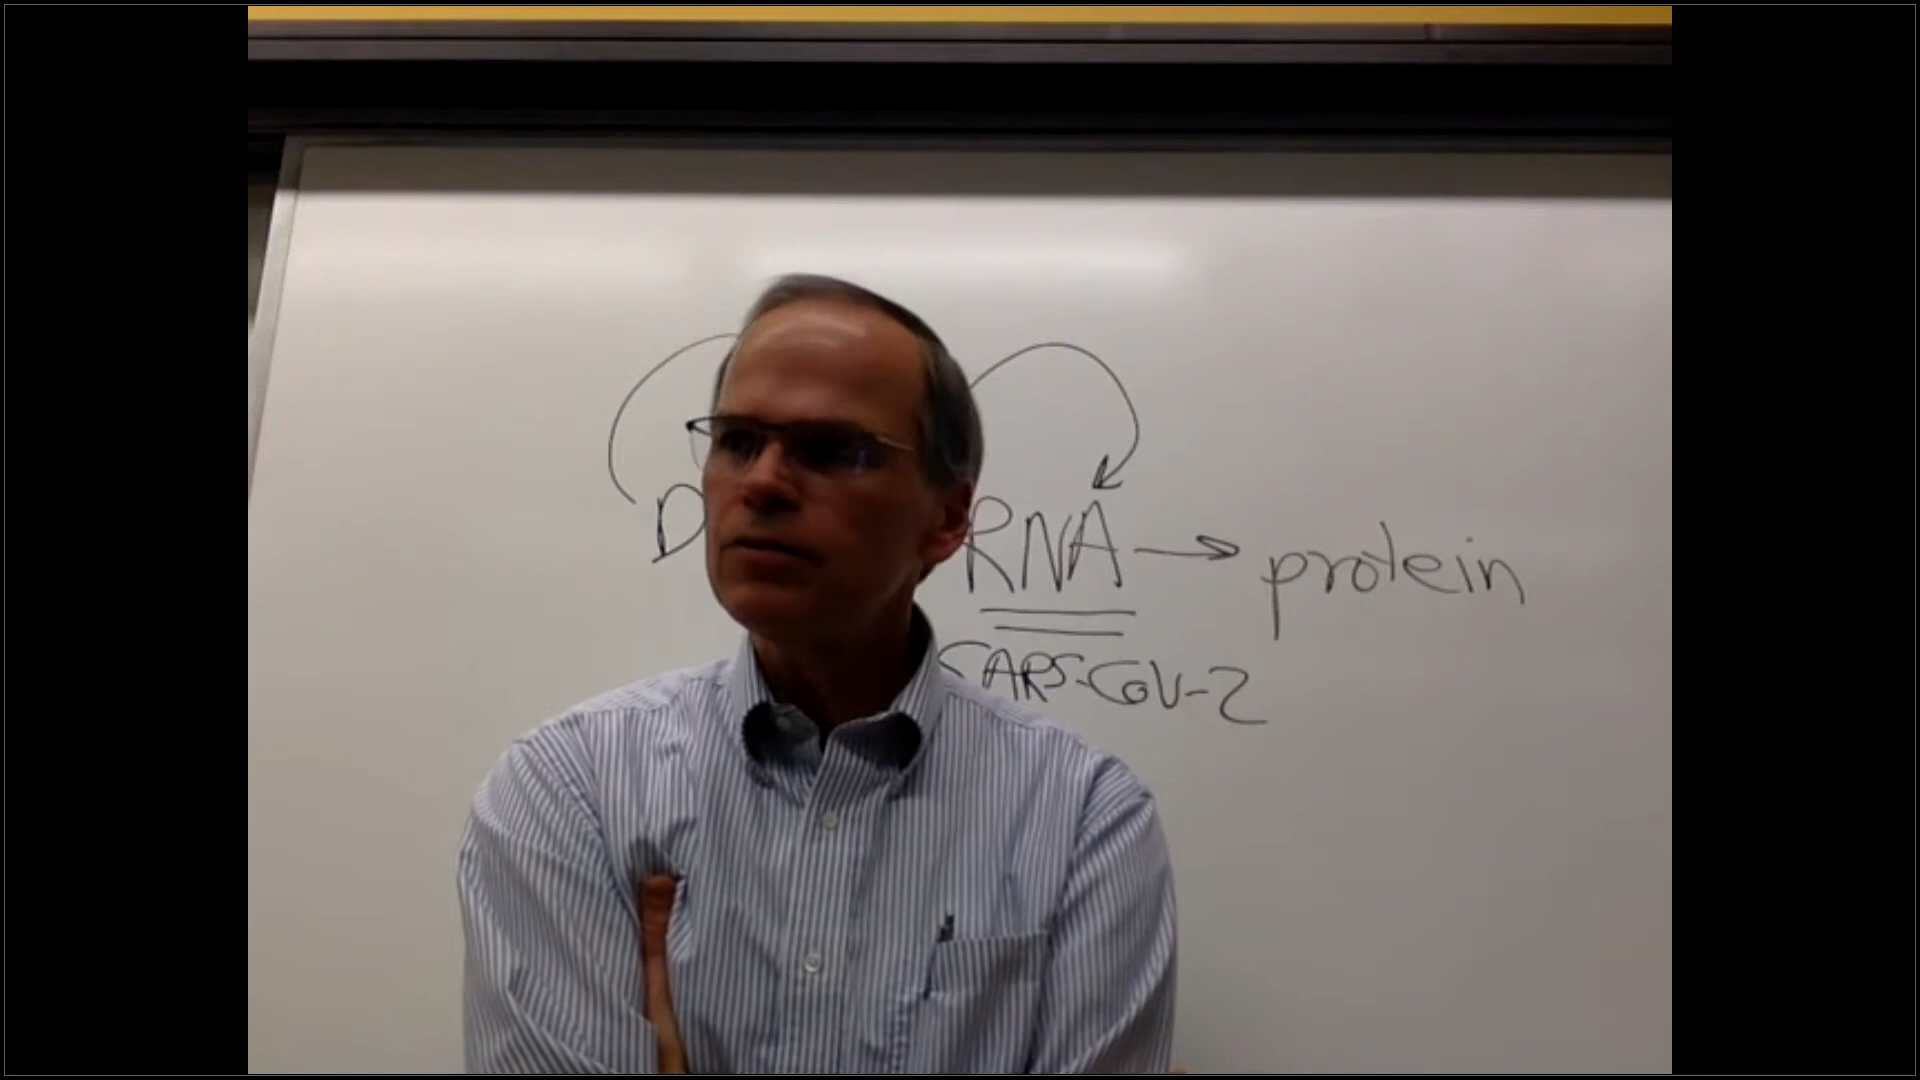 D RNA → protein
SARS-CoV-2